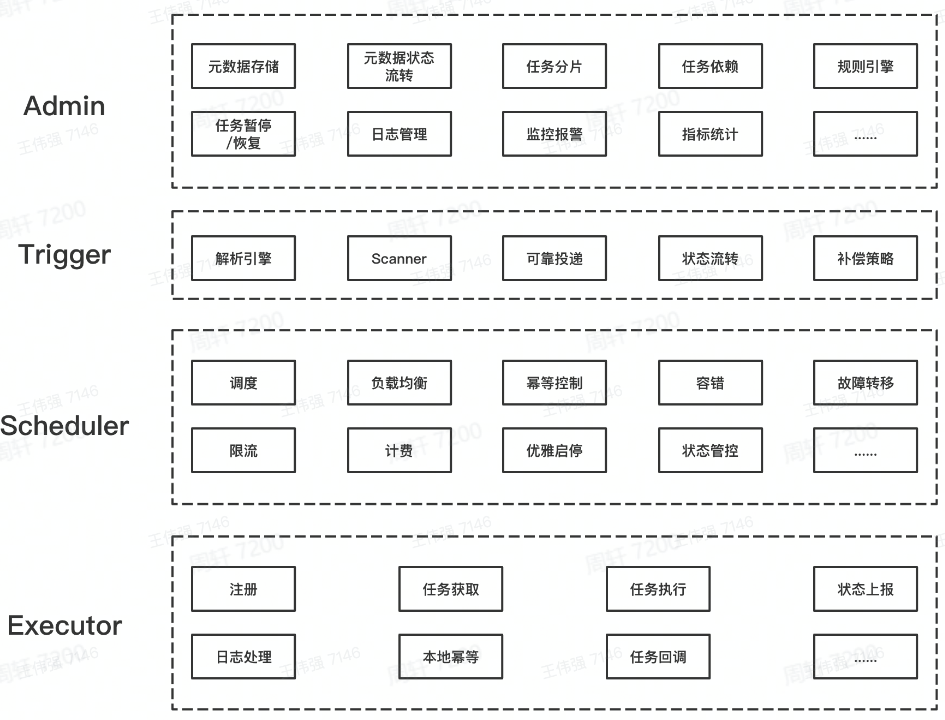 Admin
元数据存储
元数据状态
流转
任务分片
任务依赖
规则引擎
任务暂停
/恢复
日志管理
监控报警
指标统计
......
Trigger
解析引擎
Scanner
可靠投递
状态流转
补偿策略
Scheduler
调度
负载均衡
幂等控制
容错
故障转移
限流
计费
优雅启停
状态管控
......
Executor
注册
任务获取
任务执行
状态上报
日志处理
本地幂等
任务回调
......
周轩 7200
王伟强 7146